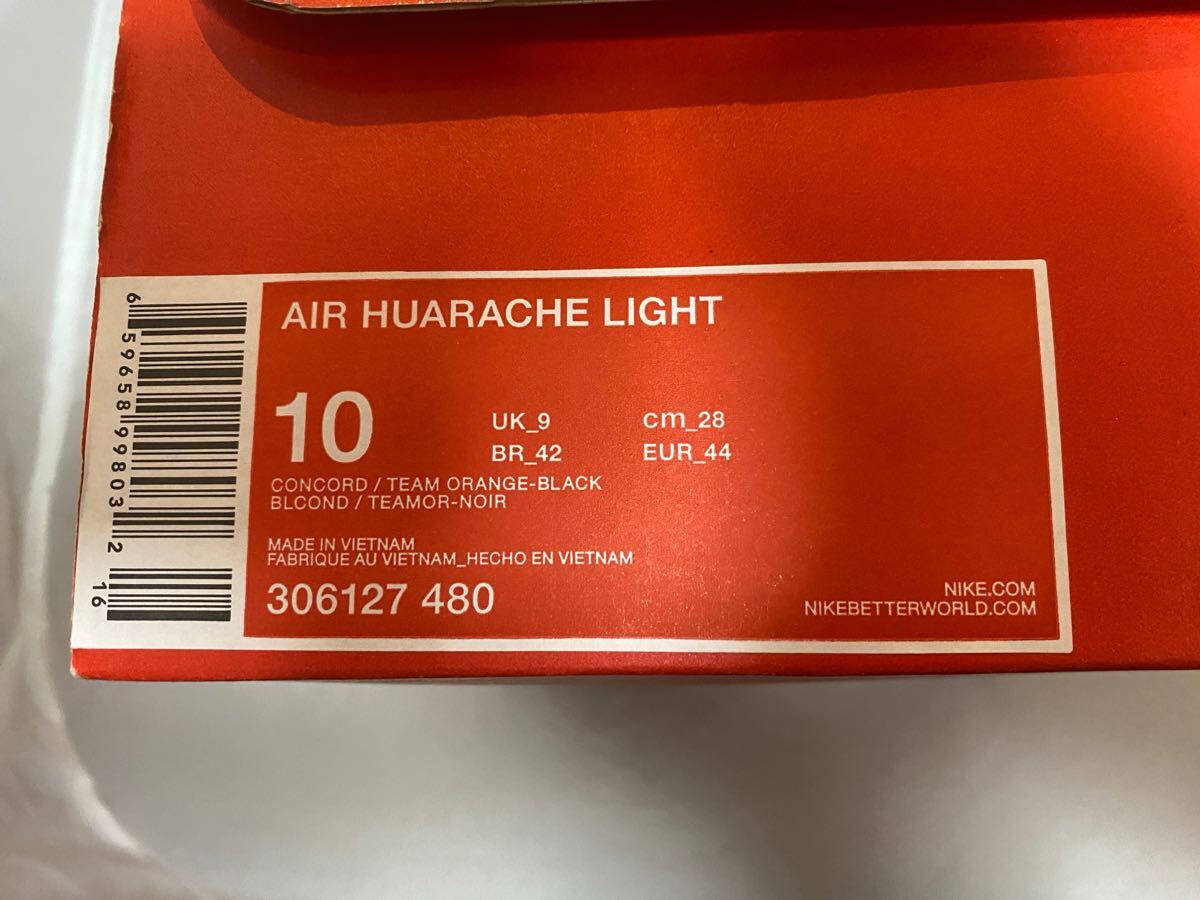 AIR HUARACHE LIGHT
10
UK_9 cm_28
BR_42 EUR_44
CONCORD / TEAM ORANGE-BLACK
BLCOND / TEAMOR-NOIR
MADE IN VIETNAM
FABRIQUE AU VIETNAM_HECHO EN VIETNAM
306127 480
NIKE.COM
NIKEBETTERWORLD.COM
6 59658 99803 2
16